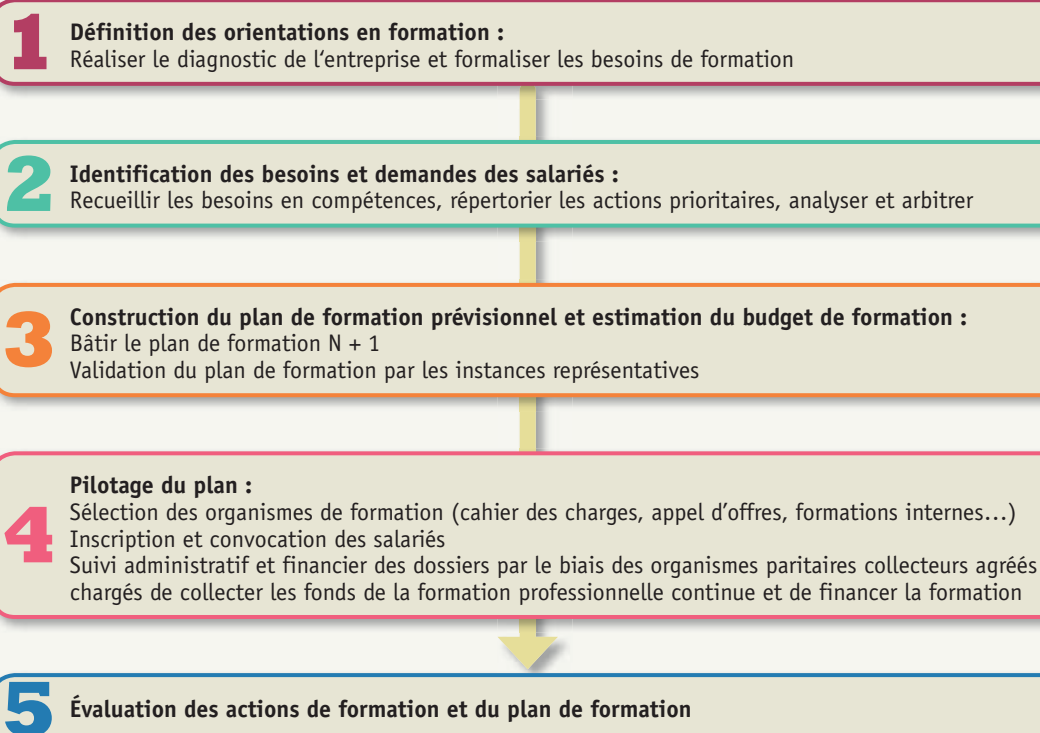 1
Définition des orientations en formation :
Réaliser le diagnostic de l'entreprise et formaliser les besoins de formation
2
Identification des besoins et demandes des salariés :
Recueillir les besoins en compétences, répertorier les actions prioritaires, analyser et arbitrer
3
Construction du plan de formation prévisionnel et estimation du budget de formation :
Bâtir le plan de formation N + 1
Validation du plan de formation par les instances représentatives
4
Pilotage du plan :
Sélection des organismes de formation (cahier des charges, appel d'offres, formations internes…)
Inscription et convocation des salariés
Suivi administratif et financier des dossiers par le biais des organismes paritaires collecteurs agréés
chargés de collecter les fonds de la formation professionnelle continue et de financer la formation
5
Évaluation des actions de formation et du plan de formation